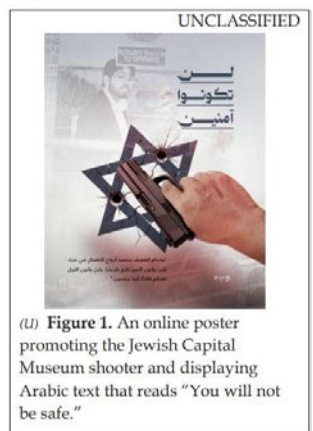 UNCLASSIFIED
لن
تكونوا
آمنين
(U) Figure 1. An online poster
promoting the Jewish Capital
Museum shooter and displaying
Arabic text that reads “You will not
be safe.”